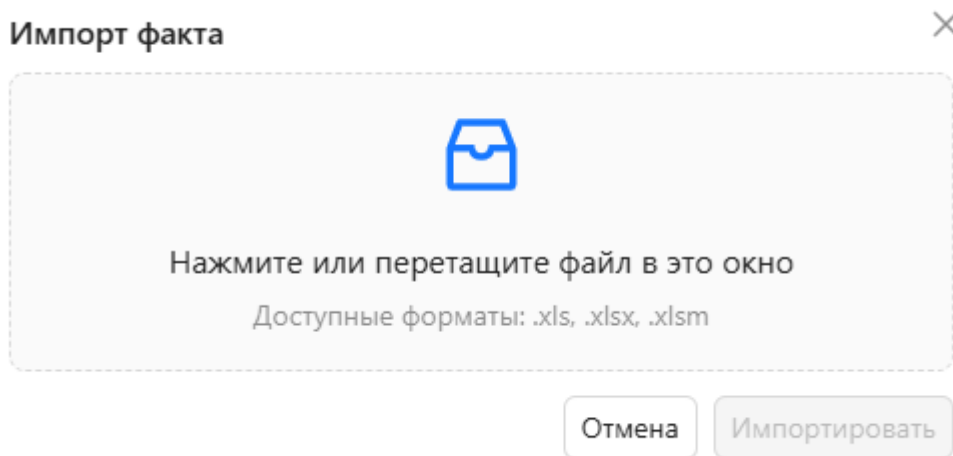 Импорт факта
Нажмите или перетащите файл в это окно
Доступные форматы: .xls, .xlsx, .xlsm
Отмена
Импортировать